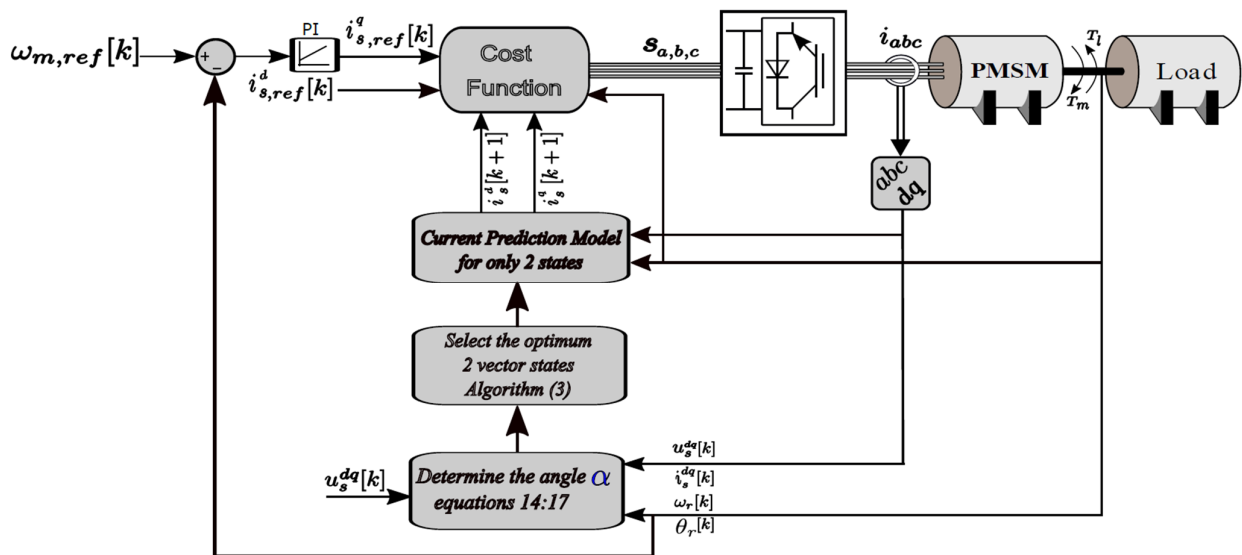 PI
ω_{m,ref}[k]
+
−
i^q_{s,ref}[k]
i^d_{s,ref}[k]
Cost
Function
s_{a,b,c}
i_{abc}
PMSM
T_l
T_m
Load
abc
dq
i^d_s[k+1]
i^q_s[k+1]
Current Prediction Model
for only 2 states
Select the optimum
2 vector states
Algorithm (3)
u^{dq}_s[k]
Determine the angle α
equations 14:17
u^{dq}_s[k]
i^{dq}_s[k]
ω_r[k]
θ_r[k]